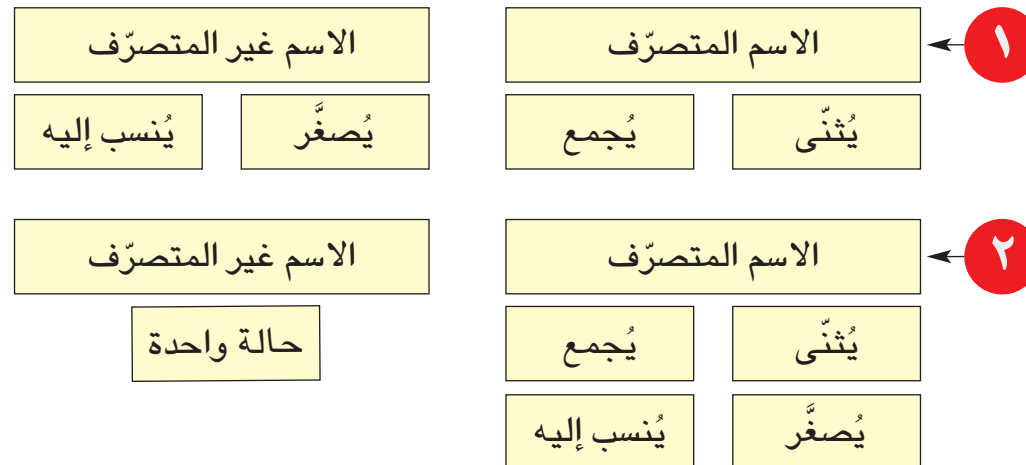 ١ الاسم المتصرّف الاسم غير المتصرّف
يُثنّى يُجمع يُصغَّر يُنسب إليه
٢ الاسم المتصرّف الاسم غير المتصرّف
يُثنّى يُجمع حالة واحدة
يُصغَّر يُنسب إليه